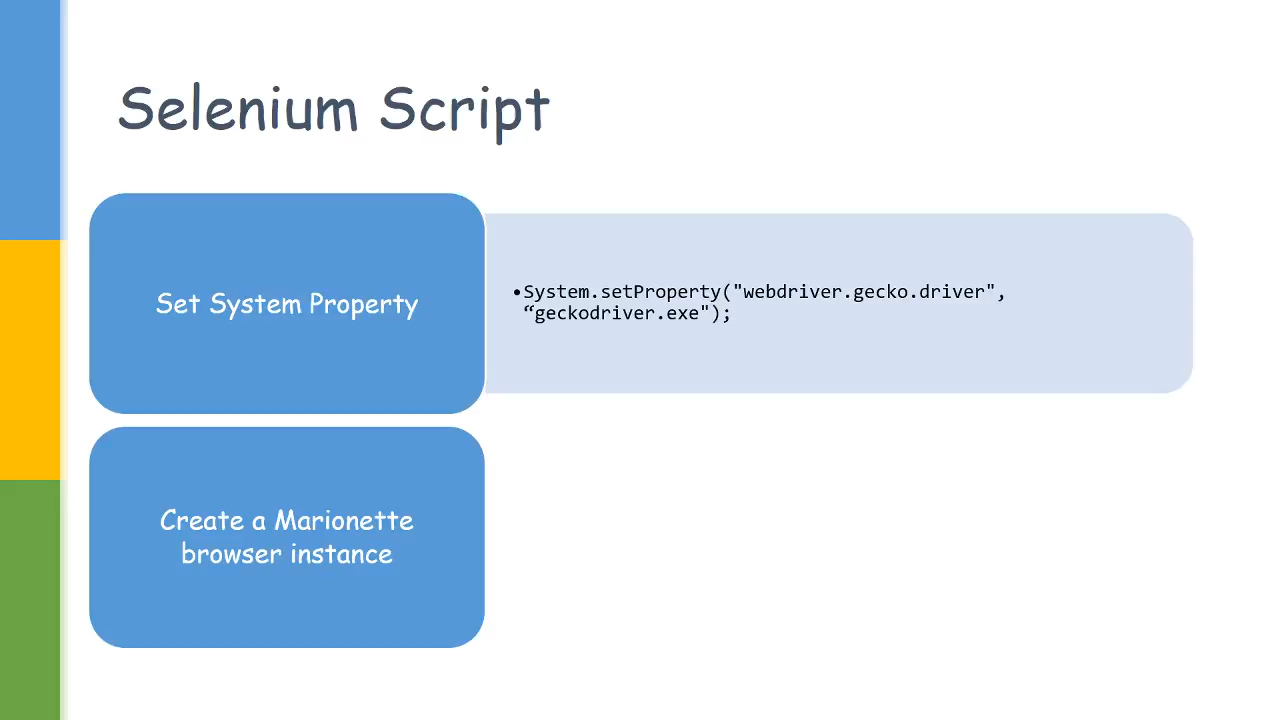 Selenium Script
Set System Property
•System.setProperty("webdriver.gecko.driver",
“geckodriver.exe");
Create a Marionette
browser instance